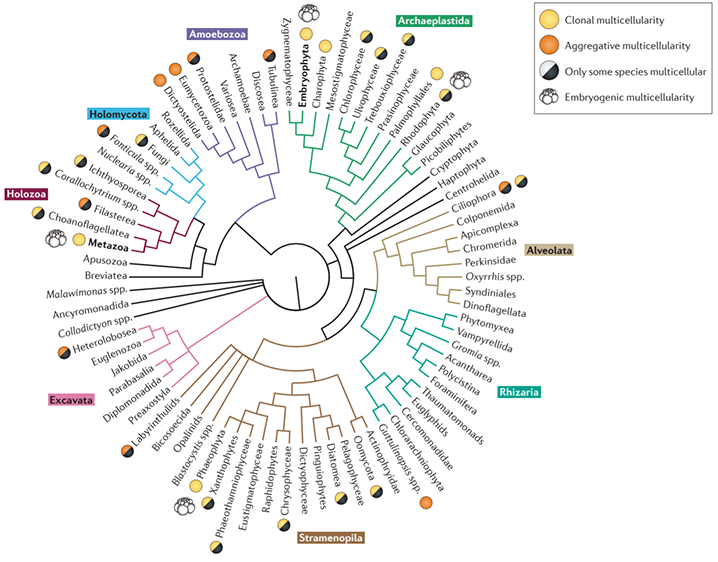 Clonal multicellularity
Aggregative multicellularity
Only some species multicellular
Embryogenic multicellularity
Amoebozoa
Archaeplastida
Holomycota
Holozoa
Alveolata
Rhizaria
Excavata
Stramenopila
Zygnematophyceae
Embryophyta
Charophyta
Mesostigmatophyceae
Chlorophyceae
Ulvophyceae
Trebouxiophyceae
Prasinophyceae
Palmophyllales
Rhodophyta
Glaucophyta
Picobiliphytes
Cryptophyta
Haptophyta
Centrohelida
Ciliophora
Colponemida
Apicomplexa
Chromerida
Perkinsidae
Oxyrrhis spp.
Syndiniales
Dinoflagellata
Phytomyxea
Vampyrellida
Gromia spp.
Acantharea
Polycistina
Foraminifera
Thaumatomonads
Euglyphids
Cercomonadidae
Chlorarachniophyta
Guttulinopsis spp.
Actinophryidae
Oomycota
Pelagophyceae
Diatomea
Pinguiophytes
Dictyophyceae
Chrysophyceae
Raphidophytes
Eustigmatophyceae
Phaeothamniophyceae
Xanthophytes
Phaeophyta
Blastocystis spp.
Opalinids
Bicosoecida
Labyrinthulids
Preaxostyla
Diplomonadida
Parabasalia
Jakobida
Euglenozoa
Heterolobosea
Collodictyon spp.
Ancyromonadida
Malawimonas spp.
Breviatea
Apusozoa
Metazoa
Choanoflagellatea
Filasterea
Corallochytrium spp.
Ichthyosporea
Nuclearia spp.
Fonticula spp.
Fungi
Aphelida
Rozellida
Dictyostelida
Eumycetozoa
Protostelidae
Variosea
Archamoebae
Discosea
Tubulinea